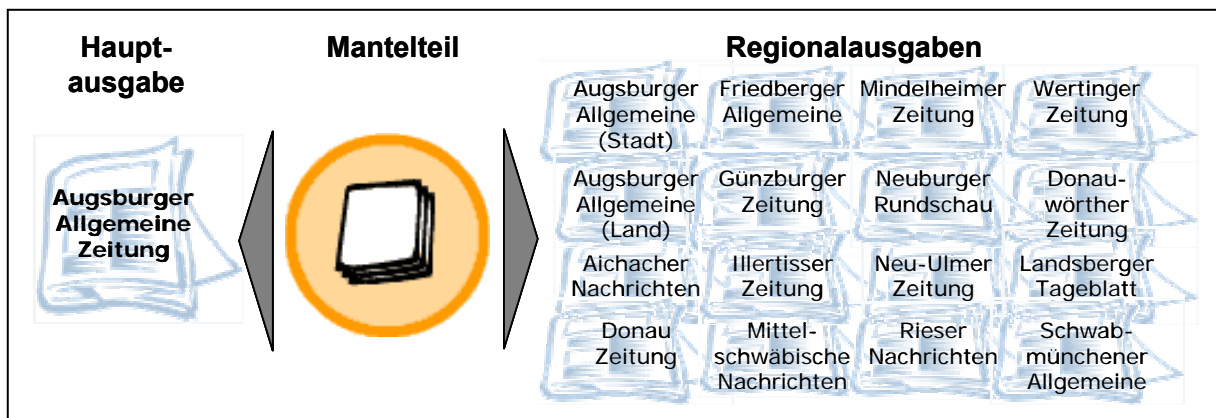 Haupt-
ausgabe
Augsburger
Allgemeine
Zeitung
Mantelteil
Regionalausgaben
Augsburger
Allgemeine
(Stadt)
Friedberger
Allgemeine
Mindelheimer
Zeitung
Wertinger
Zeitung
Augsburger
Allgemeine
(Land)
Günzburger
Zeitung
Neuburger
Rundschau
Donau-
wörther
Zeitung
Aichacher
Nachrichten
Illertisser
Zeitung
Neu-Ulmer
Zeitung
Landsberger
Tageblatt
Donau
Zeitung
Mittel-
schwäbische
Nachrichten
Rieser
Nachrichten
Schwab-
münchener
Allgemeine